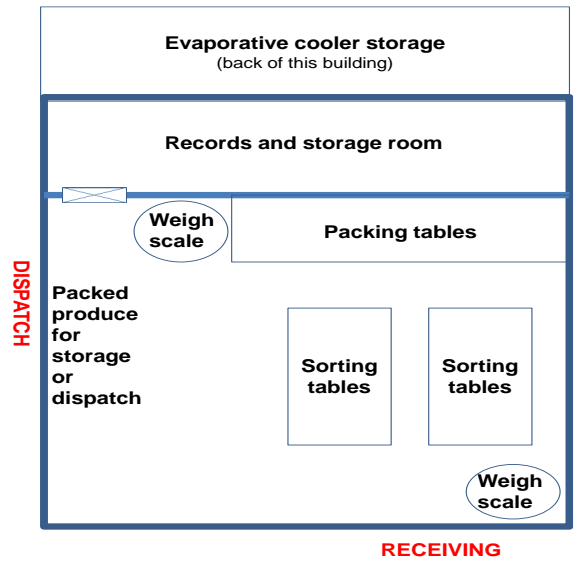 Evaporative cooler storage
(back of this building)
Records and storage room
Weigh
scale
Packing tables
DISPATCH
Packed
produce
for
storage
or
dispatch
Sorting
tables
Sorting
tables
Weigh
scale
RECEIVING